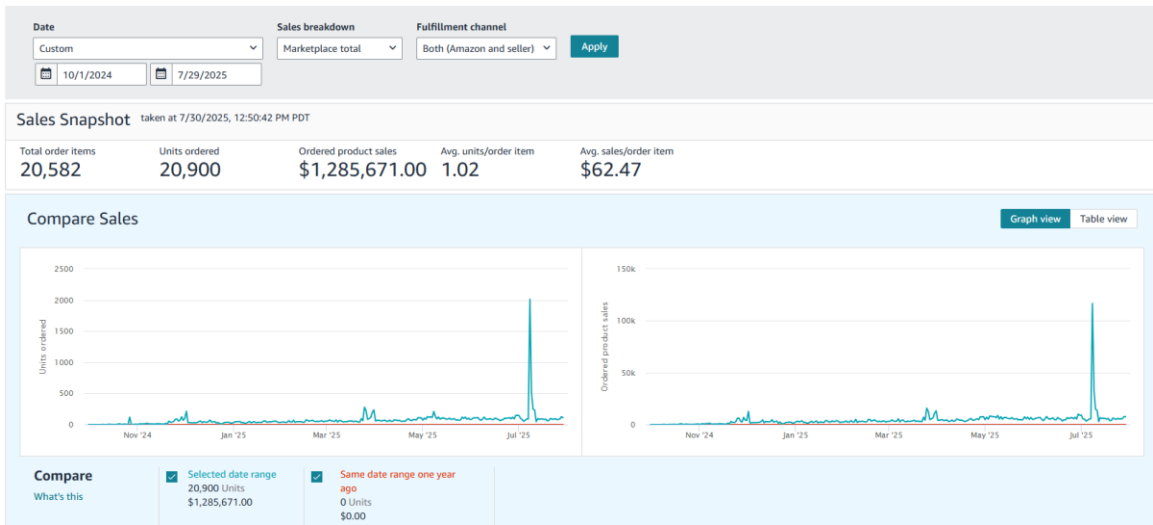 Date Sales breakdown Fulfillment channel
Custom Marketplace total Both (Amazon and seller) Apply
10/1/2024 7/29/2025
Sales Snapshot taken at 7/30/2025, 12:50:42 PM PDT
Total order items Units ordered Ordered product sales Avg. units/order item Avg. sales/order item
20,582 20,900 $1,285,671.00 1.02 $62.47
Compare Sales
Graph view Table view
Units ordered
2500
2000
1500
1000
500
0
Nov '24 Jan '25 Mar '25 May '25 Jul '25
Ordered product sales
150k
100k
50k
0
Nov '24 Jan '25 Mar '25 May '25 Jul '25
Compare
What's this
Selected date range
20,900 Units
$1,285,671.00
Same date range one year
ago
0 Units
$0.00